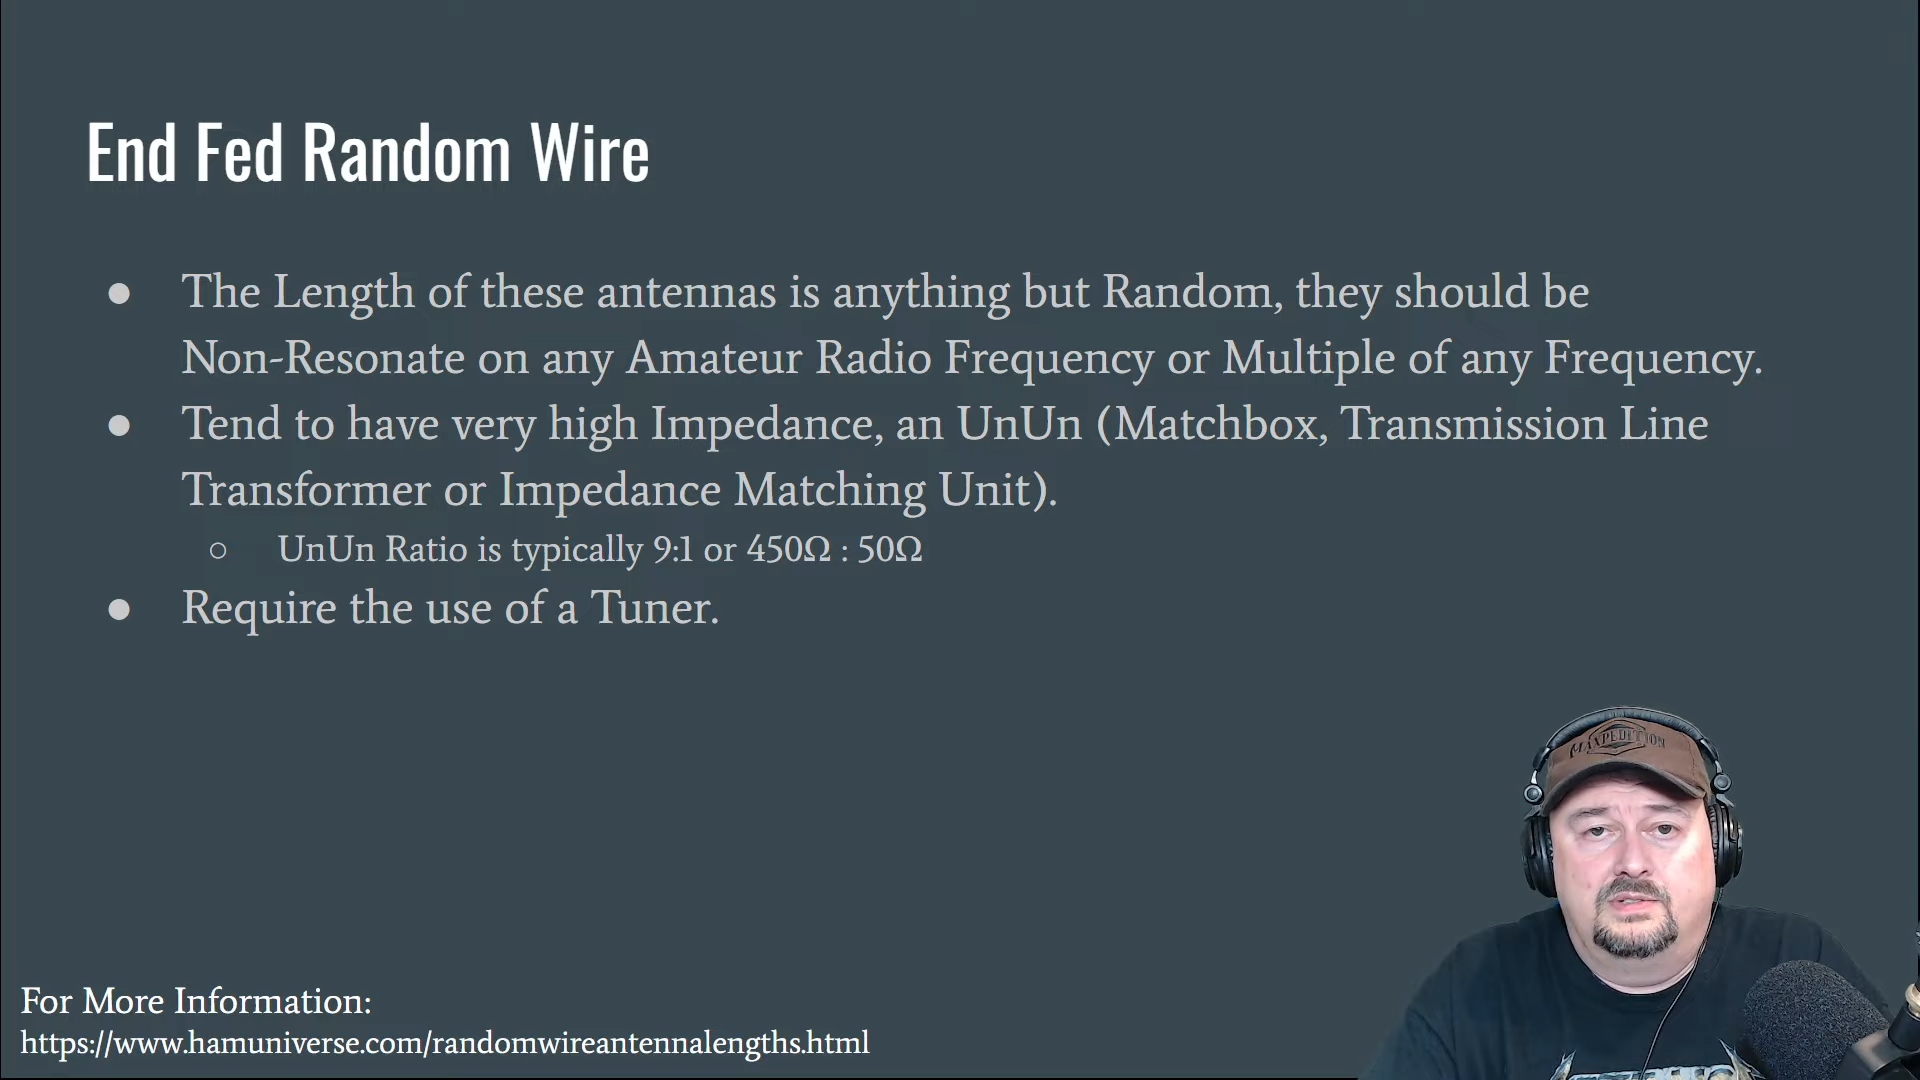 End Fed Random Wire
● The Length of these antennas is anything but Random, they should be
Non-Resonate on any Amateur Radio Frequency or Multiple of any Frequency.
● Tend to have very high Impedance, an UnUn (Matchbox, Transmission Line
Transformer or Impedance Matching Unit).
○ UnUn Ratio is typically 9:1 or 450Ω : 50Ω
● Require the use of a Tuner.
MAXPEDITION
For More Information:
https://www.hamuniverse.com/randomwireantennalengths.html